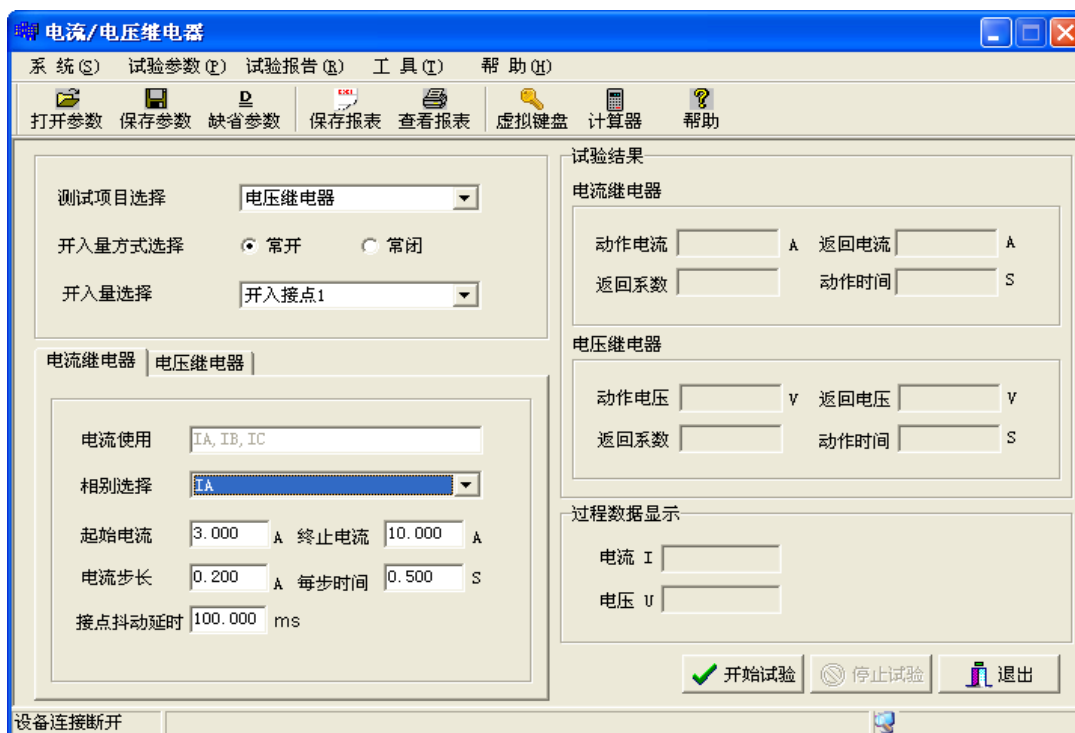 电流/电压继电器
系 统(S) 试验参数(P) 试验报告(R) 工 具(T) 帮 助(H)
D
打开参数 保存参数 缺省参数 保存报表 查看报表 虚拟键盘 计算器 帮助
测试项目选择 电压继电器
开入量方式选择 常开 常闭
开入量选择 开入接点1
电流继电器 电压继电器
电流使用 IA, IB, IC
相别选择 IA
起始电流 3.000 A 终止电流 10.000 A
电流步长 0.200 A 每步时间 0.500 S
接点抖动延时 100.000 ms
试验结果
电流继电器
动作电流 A 返回电流 A
返回系数 动作时间 S
电压继电器
动作电压 V 返回电压 V
返回系数 动作时间 S
过程数据显示
电流 I
电压 U
开始试验 停止试验 退出
设备连接断开